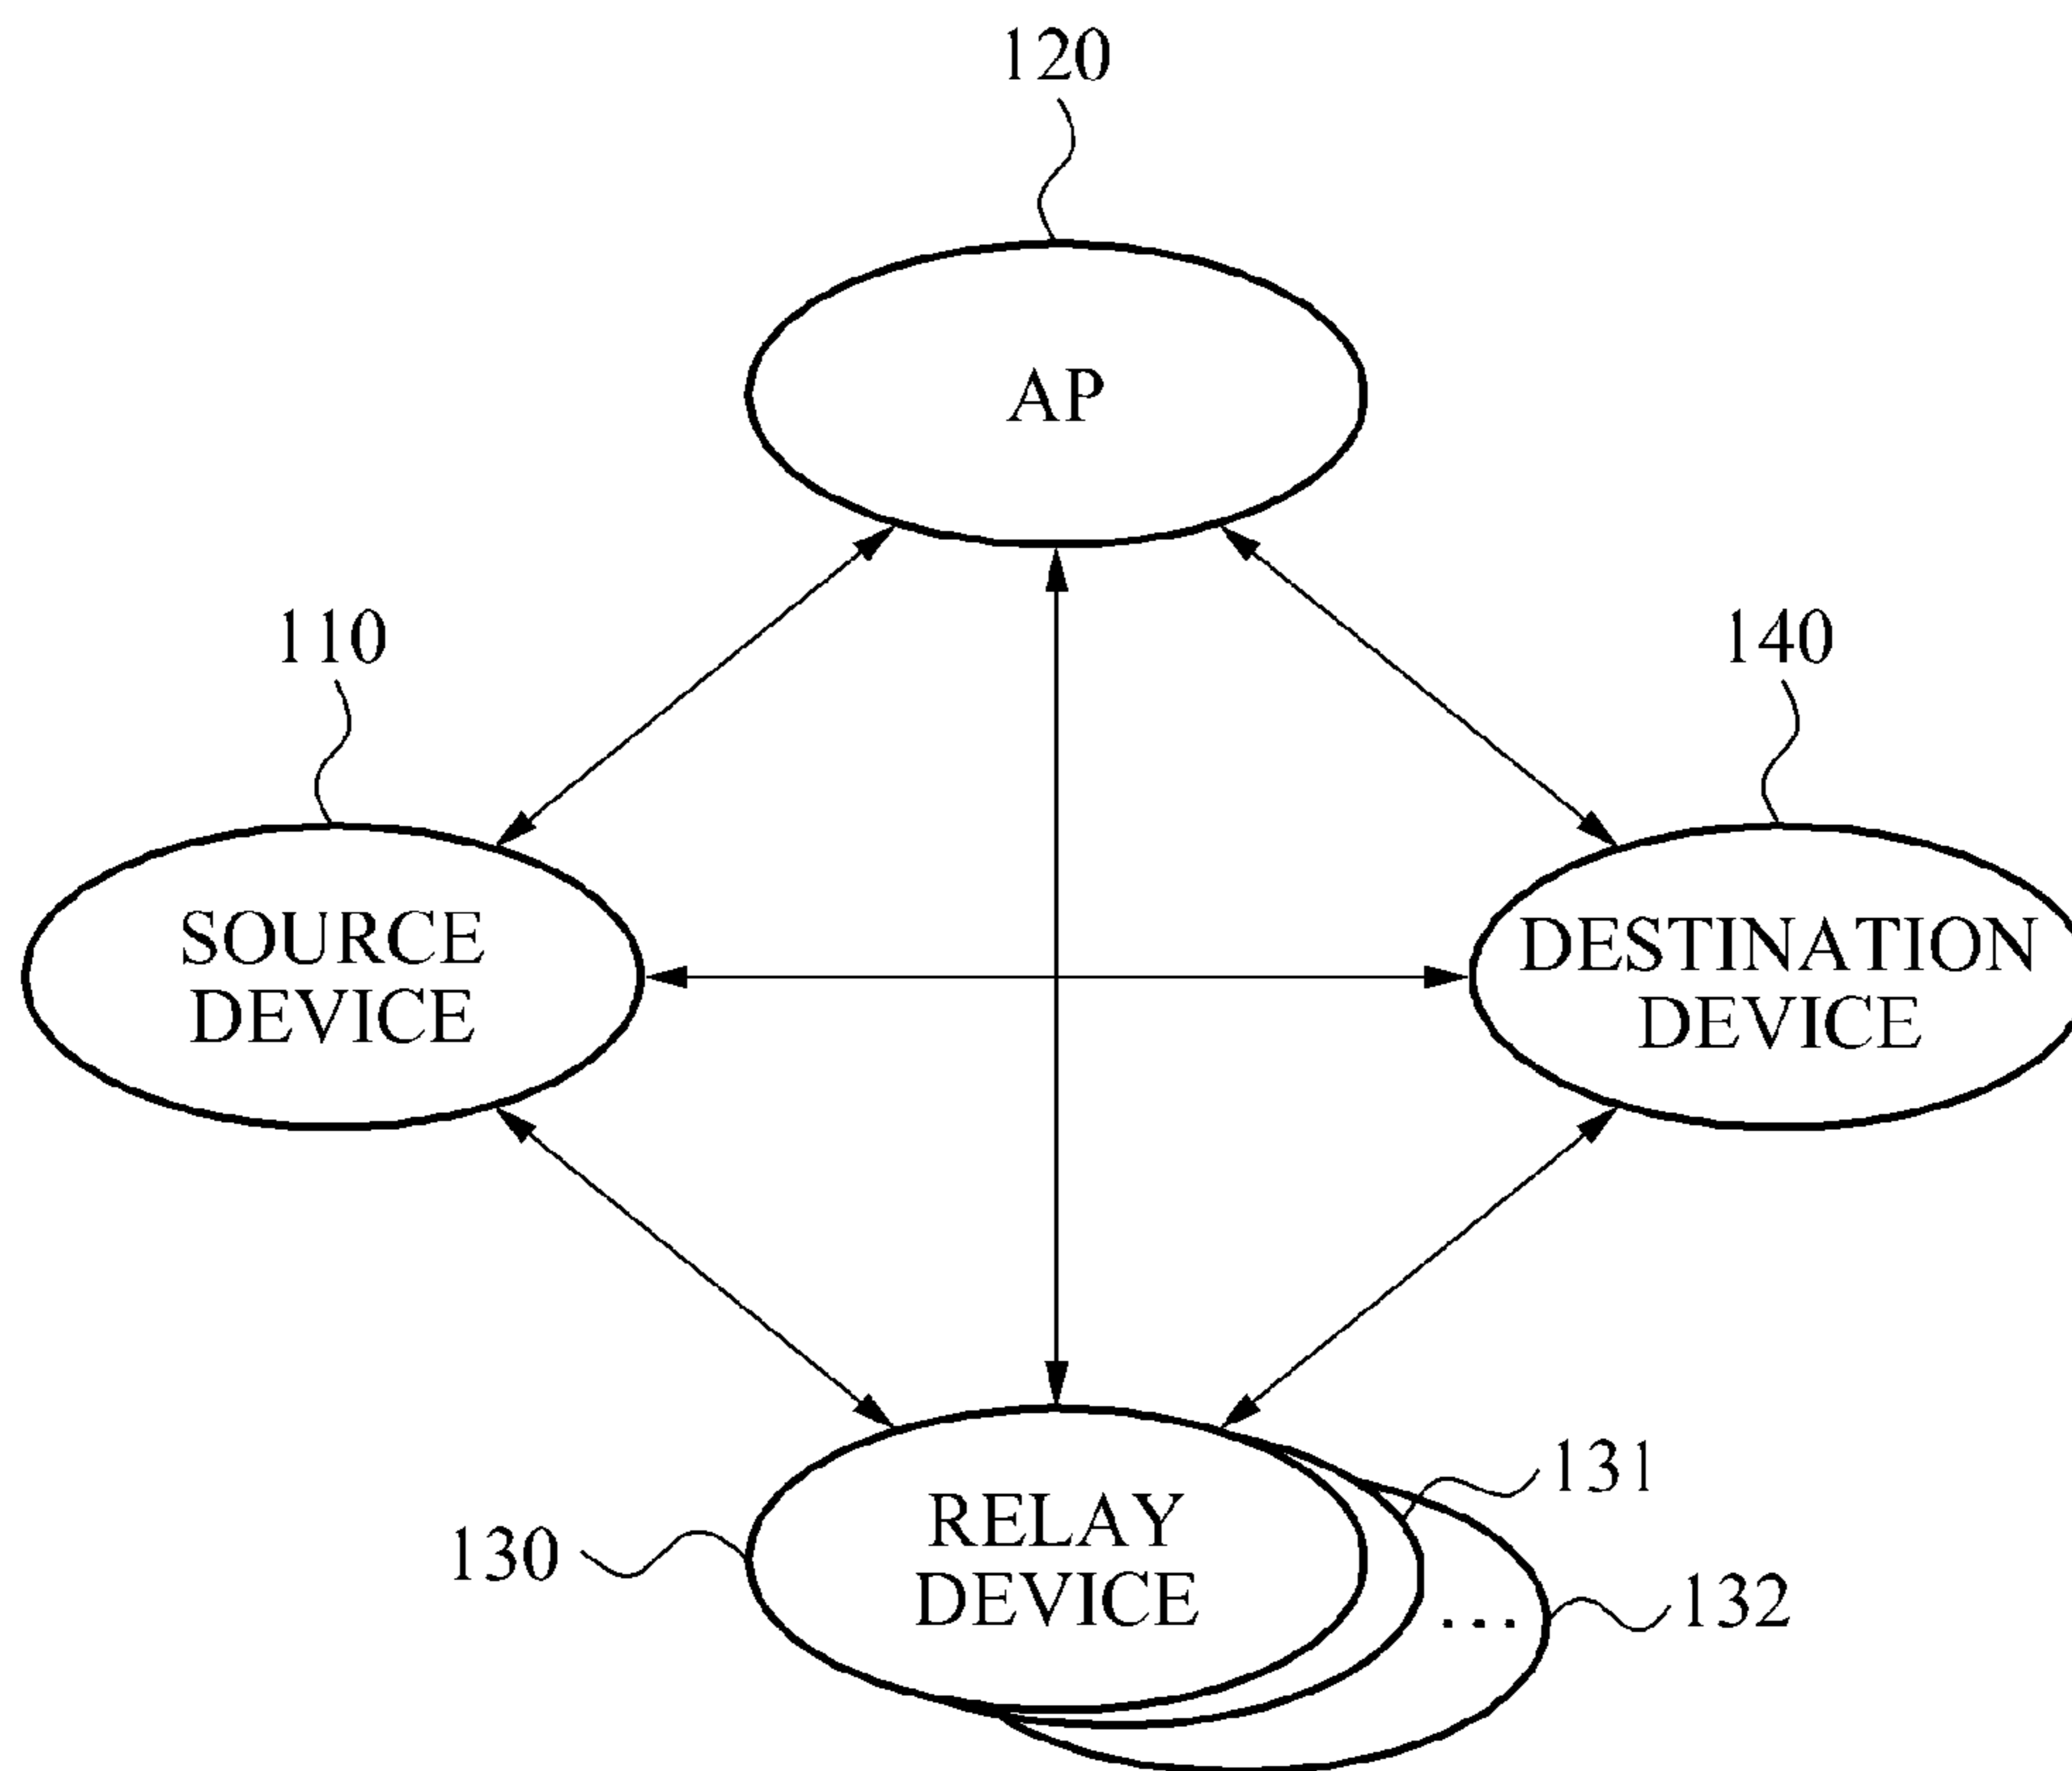 120
AP
110
140
SOURCE
DEVICE
DESTINATION
DEVICE
131
RELAY
DEVICE
130
...
132